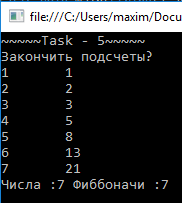 file:///C:/Users/maxim/Docu
~~~~~Task - 5~~~~~
Закончить подсчеты?
1 1
2 2
3 3
4 5
5 8
6 13
7 21
Числа :7 Фиббоначи :7